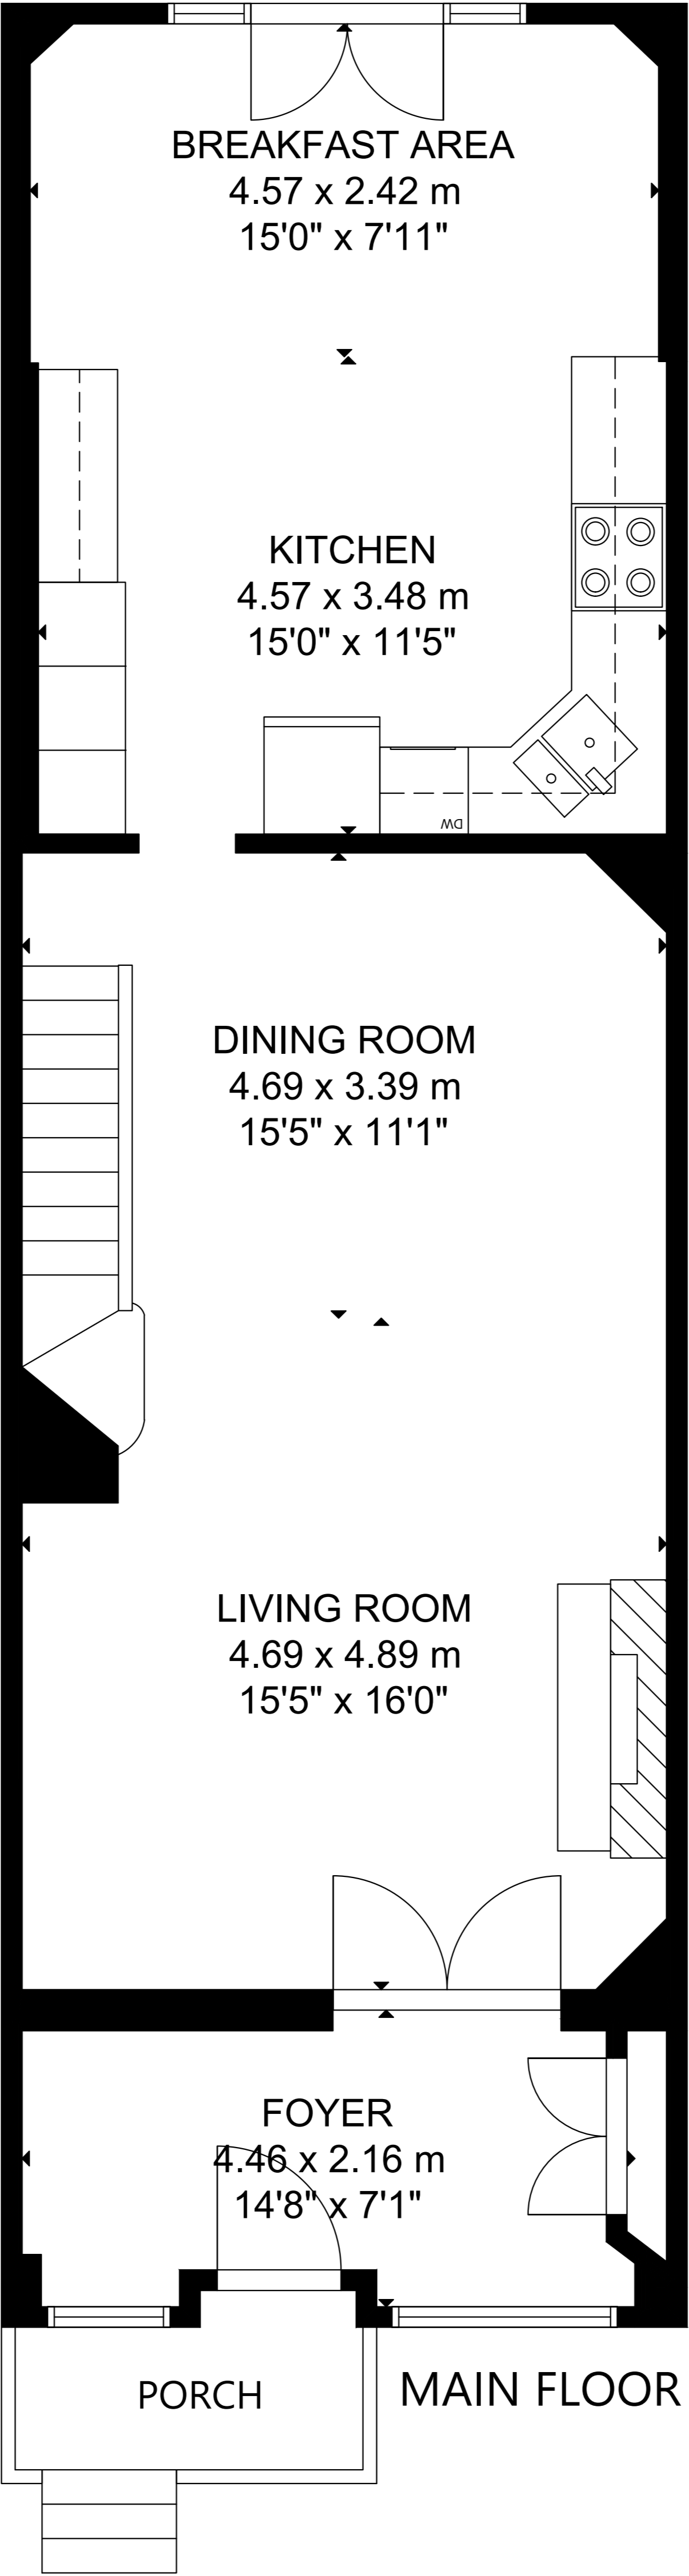 BREAKFAST AREA
4.57 x 2.42 m
15'0" x 7'11"
KITCHEN
4.57 x 3.48 m
15'0" x 11'5"
DW
DINING ROOM
4.69 x 3.39 m
15'5" x 11'1"
LIVING ROOM
4.69 x 4.89 m
15'5" x 16'0"
FOYER
4.46 x 2.16 m
14'8" x 7'1"
PORCH
MAIN FLOOR